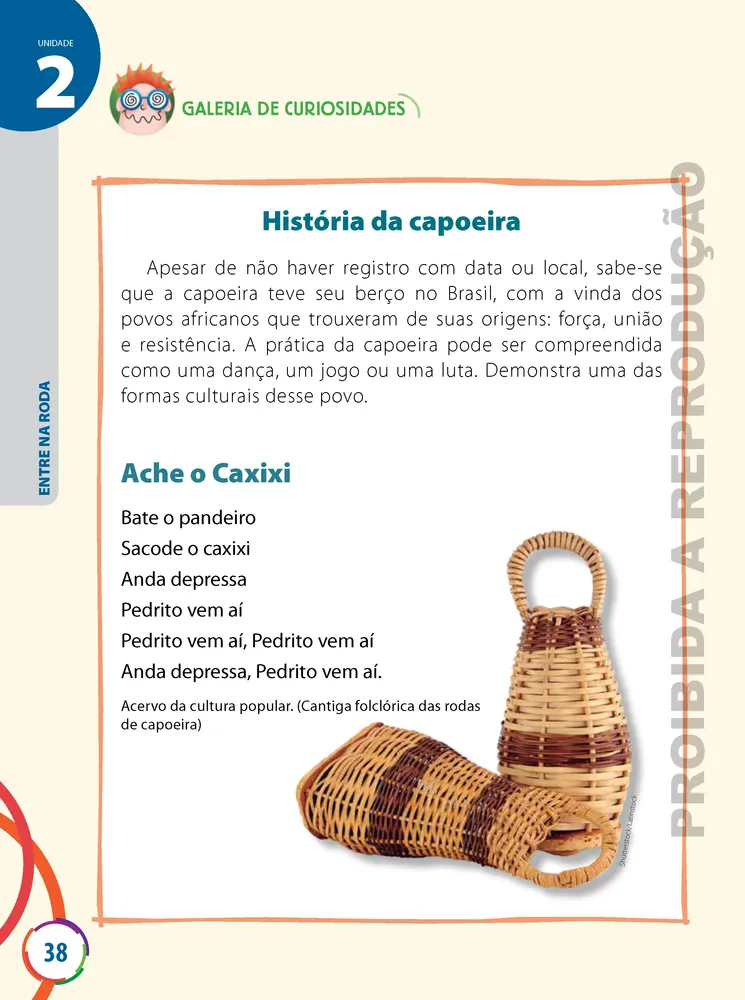 UNIDADE
2
GALERIA DE CURIOSIDADES
História da capoeira
Apesar de não haver registro com data ou local, sabe-se
que a capoeira teve seu berço no Brasil, com a vinda dos
povos africanos que trouxeram de suas origens: força, união
e resistência. A prática da capoeira pode ser compreendida
como uma dança, um jogo ou uma luta. Demonstra uma das
formas culturais desse povo.
Ache o Caxixi
Bate o pandeiro
Sacode o caxixi
Anda depressa
Pedrito vem aí
Pedrito vem aí, Pedrito vem aí
Anda depressa, Pedrito vem aí.
Acervo da cultura popular. (Cantiga folclórica das rodas
de capoeira)
Shutterstock/Latinstock
ENTRE NA RODA
PROIBIDA A REPRODUÇÃO
38